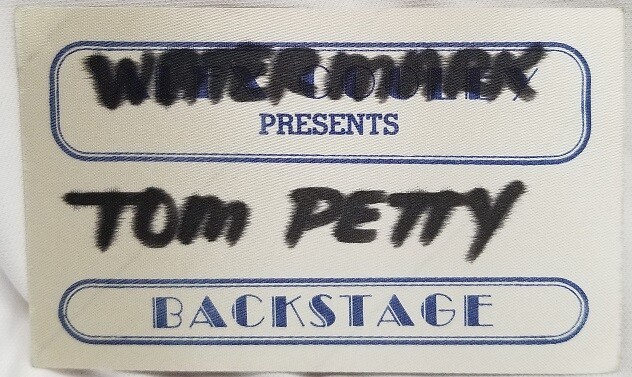 WATERMARK
PRESENTS
TOM PETTY
BACKSTAGE